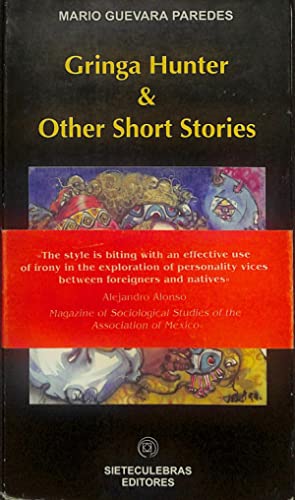 MARIO GUEVARA PAREDES
Gringa Hunter
&
Other Short Stories
«The style is biting with an effective use
of irony in the exploration of personality vices
between foreigners and natives»
Alejandro Alonso
Magazine of Sociological Studies of the
Association of Mexico»
SIETECULEBRAS
EDITORES